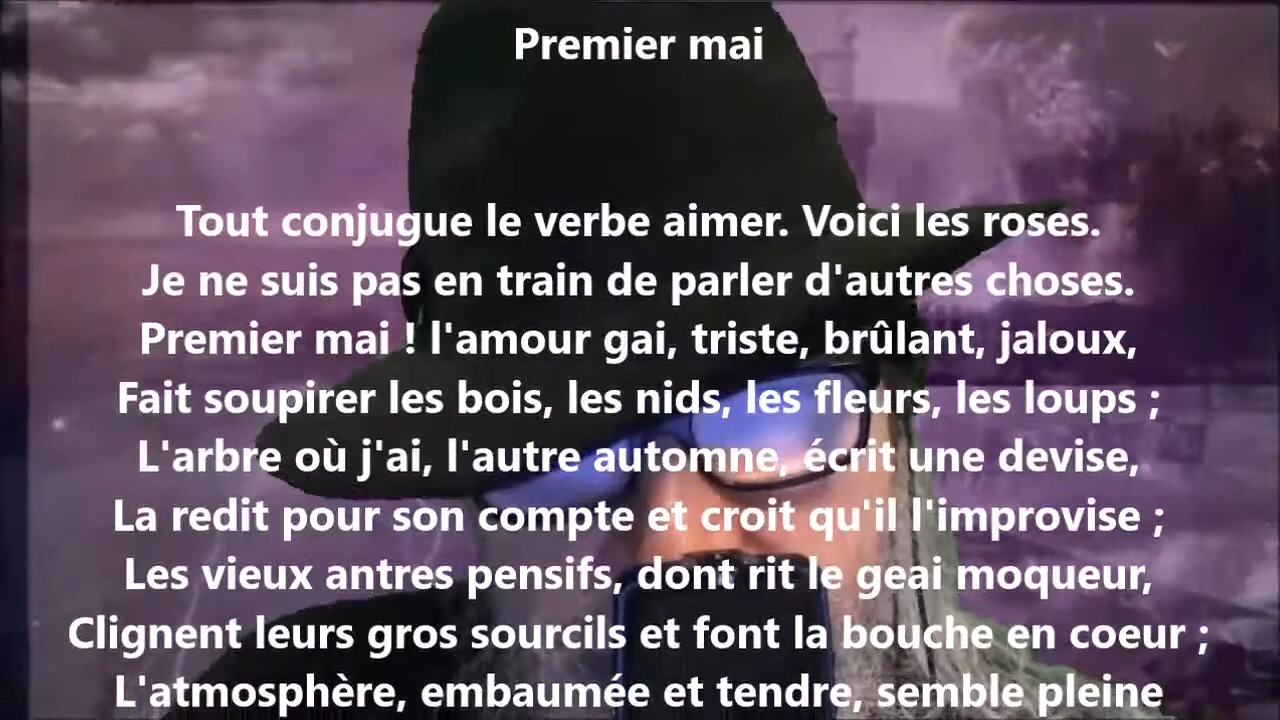 Premier mai
Tout conjugue le verbe aimer. Voici les roses.
Je ne suis pas en train de parler d'autres choses.
Premier mai ! l'amour gai, triste, brûlant, jaloux,
Fait soupirer les bois, les nids, les fleurs, les loups ;
L'arbre où j'ai, l'autre automne, écrit une devise,
La redit pour son compte et croit qu'il l'improvise ;
Les vieux antres pensifs, dont rit le geai moqueur,
Clignent leurs gros sourcils et font la bouche en coeur ;
L'atmosphère, embaumée et tendre, semble pleine